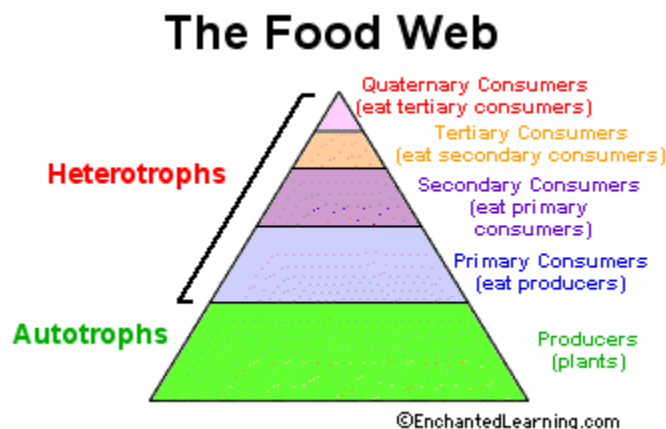 The Food Web
Quaternary Consumers
(eat tertiary consumers)
Tertiary Consumers
(eat secondary consumers)
Heterotrophs
Secondary Consumers
(eat primary
consumers)
Primary Consumers
(eat producers)
Autotrophs
Producers
(plants)
©EnchantedLearning.com